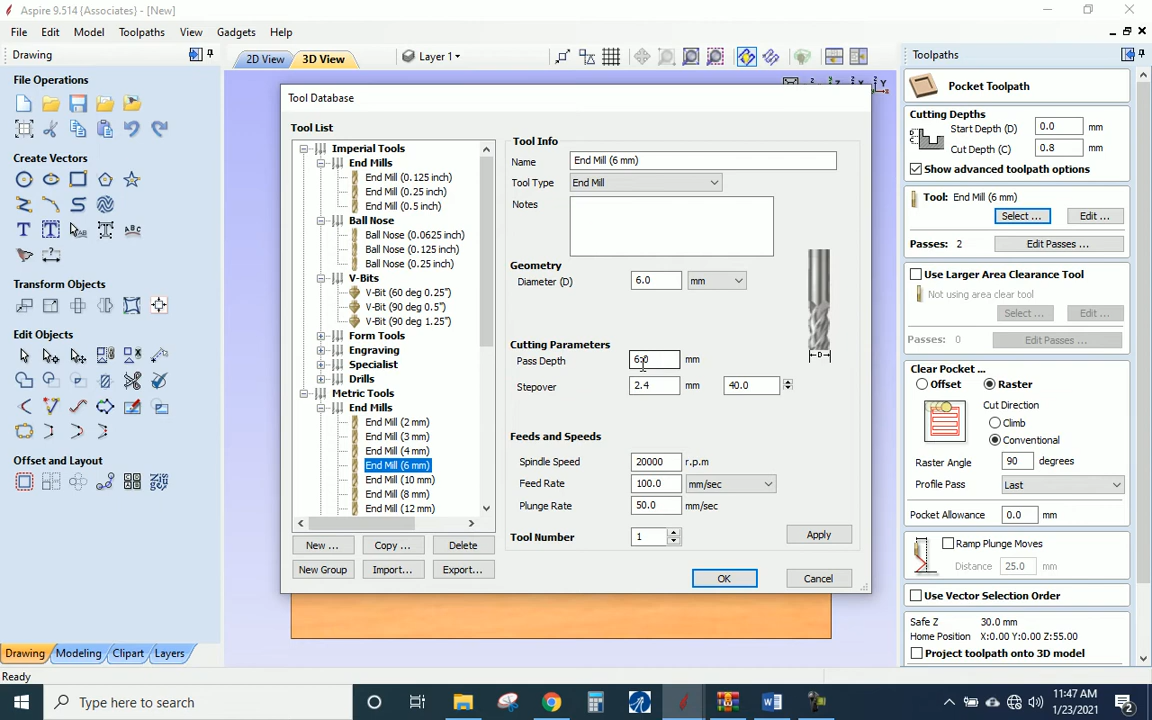 Aspire 9.514 {Associates} - [New]
File Edit Model Toolpaths View Gadgets Help
Drawing
2D View
3D View
Layer 1
Toolpaths
File Operations
Create Vectors
Transform Objects
Edit Objects
Offset and Layout
Drawing Modeling Clipart Layers
Ready
Tool Database
Tool List
Imperial Tools
End Mills
End Mill (0.125 inch)
End Mill (0.25 inch)
End Mill (0.5 inch)
Ball Nose
Ball Nose (0.0625 inch)
Ball Nose (0.125 inch)
Ball Nose (0.25 inch)
V-Bits
V-Bit (60 deg 0.25")
V-Bit (90 deg 0.5")
V-Bit (90 deg 1.25")
Form Tools
Engraving
Specialist
Drills
Metric Tools
End Mills
End Mill (2 mm)
End Mill (3 mm)
End Mill (4 mm)
End Mill (6 mm)
End Mill (10 mm)
End Mill (8 mm)
End Mill (12 mm)
New ... Copy ... Delete
New Group Import... Export...
Tool Info
Name End Mill (6 mm)
Tool Type End Mill
Notes
Geometry
Diameter (D) 6.0 mm
D
Cutting Parameters
Pass Depth 6.0 mm
Stepover 2.4 mm 40.0
Feeds and Speeds
Spindle Speed 20000 r.p.m
Feed Rate 100.0 mm/sec
Plunge Rate 50.0 mm/sec
Tool Number 1
Apply
OK Cancel
Pocket Toolpath
Cutting Depths
Start Depth (D) 0.0 mm
Cut Depth (C) 0.8 mm
Show advanced toolpath options
Tool: End Mill (6 mm)
Select ... Edit ...
Passes: 2 Edit Passes ...
Use Larger Area Clearance Tool
Not using area clear tool
Select ... Edit ...
Passes: 0 Edit Passes ...
Clear Pocket ...
Offset Raster
Cut Direction
Climb
Conventional
Raster Angle 90 degrees
Profile Pass Last
Pocket Allowance 0.0 mm
Ramp Plunge Moves
Distance 25.0 mm
Use Vector Selection Order
Safe Z 30.0 mm
Home Position X:0.00 Y:0.00 Z:55.00
Project toolpath onto 3D model
Type here to search
11:47 AM
1/23/2021
2